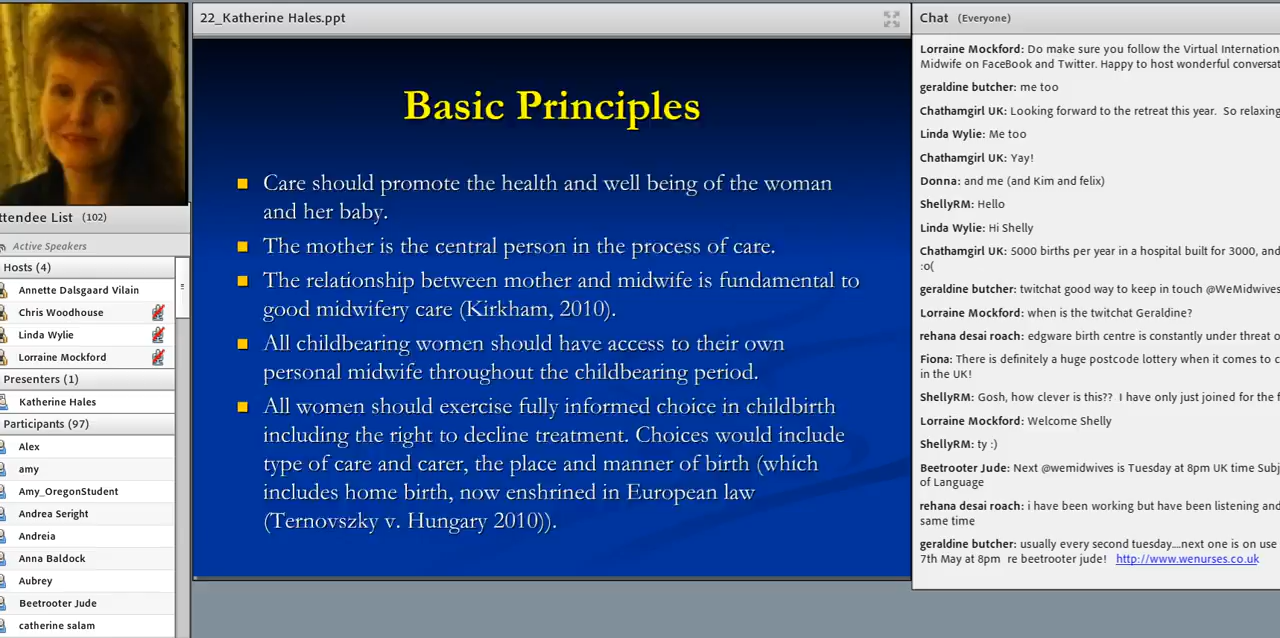 22_Katherine Hales.ppt
Basic Principles
Care should promote the health and well being of the woman
and her baby.
The mother is the central person in the process of care.
The relationship between mother and midwife is fundamental to
good midwifery care (Kirkham, 2010).
All childbearing women should have access to their own
personal midwife throughout the childbearing period.
All women should exercise fully informed choice in childbirth
including the right to decline treatment. Choices would include
type of care and carer, the place and manner of birth (which
includes home birth, now enshrined in European law
(Ternovszky v. Hungary 2010)).
ttendee List (102)
Active Speakers
Hosts (4)
Annette Dalsgaard Vilain
Chris Woodhouse
Linda Wylie
Lorraine Mockford
Presenters (1)
Katherine Hales
Participants (97)
Alex
amy
Amy_OregonStudent
Andrea Seright
Andreia
Anna Baldock
Aubrey
Beetrooter Jude
catherine salam
Chat (Everyone)
Lorraine Mockford: Do make sure you follow the Virtual Internation
Midwife on FaceBook and Twitter. Happy to host wonderful conversat
geraldine butcher: me too
Chathamgirl UK: Looking forward to the retreat this year. So relaxing
Linda Wylie: Me too
Chathamgirl UK: Yay!
Donna: and me (and Kim and felix)
ShellyRM: Hello
Linda Wylie: Hi Shelly
Chathamgirl UK: 5000 births per year in a hospital built for 3000, and
:o(
geraldine butcher: twitchat good way to keep in touch @WeMidwives
Lorraine Mockford: when is the twitchat Geraldine?
rehana desai roach: edgware birth centre is constantly under threat o
Fiona: There is definitely a huge postcode lottery when it comes to c
in the UK!
ShellyRM: Gosh, how clever is this?? I have only just joined for the f
Lorraine Mockford: Welcome Shelly
ShellyRM: ty :)
Beetrooter Jude: Next @wemidwives is Tuesday at 8pm UK time Subj
of Language
rehana desai roach: i have been working but have been listening and
same time
geraldine butcher: usually every second tuesday....next one is on use
7th May at 8pm re beetrooter jude! http://www.wenurses.co.uk